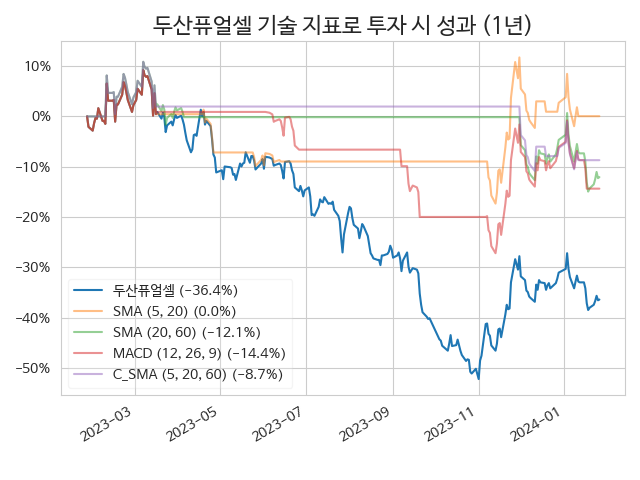 두산퓨얼셀 기술 지표로 투자 시 성과 (1년)
10%
0%
−10%
−20%
−30%
−40%
−50%
두산퓨얼셀 (−36.4%)
SMA (5, 20) (0.0%)
SMA (20, 60) (−12.1%)
MACD (12, 26, 9) (−14.4%)
C_SMA (5, 20, 60) (−8.7%)
2023−03
2023−05
2023−07
2023−09
2023−11
2024−01